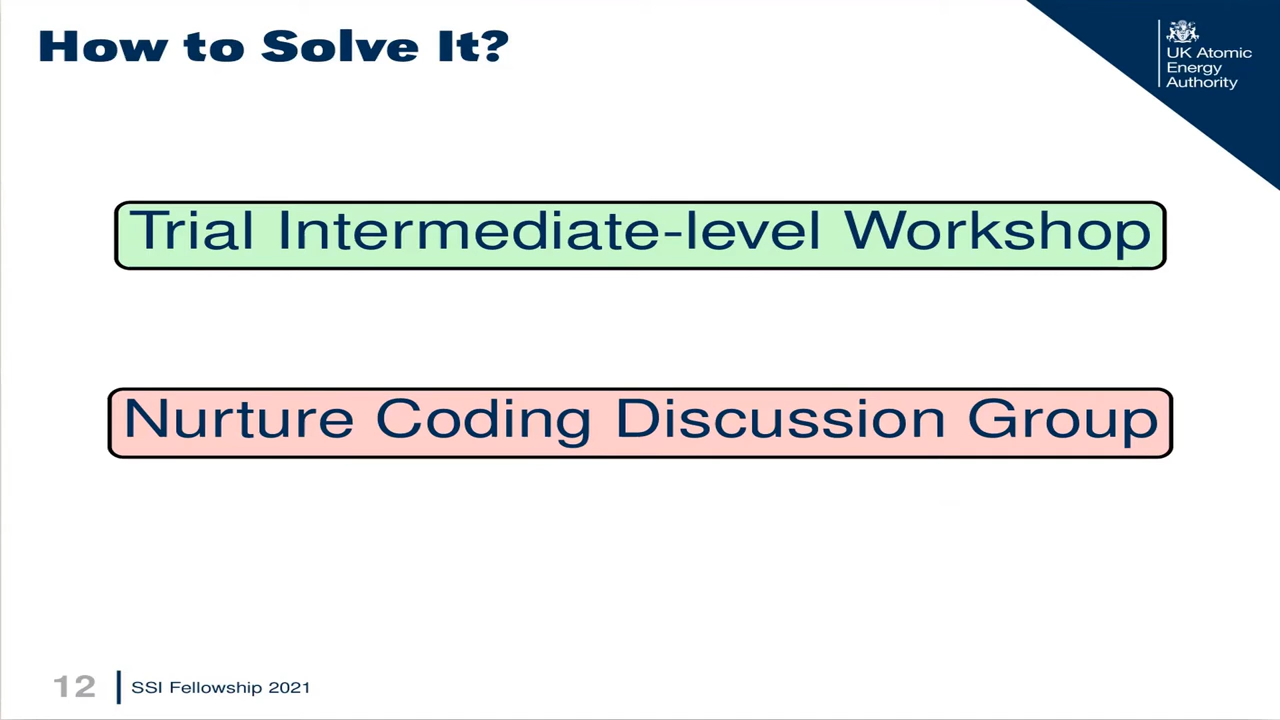 How to Solve It?
UK Atomic
Energy
Authority
Trial Intermediate-level Workshop
Nurture Coding Discussion Group
12
SSI Fellowship 2021